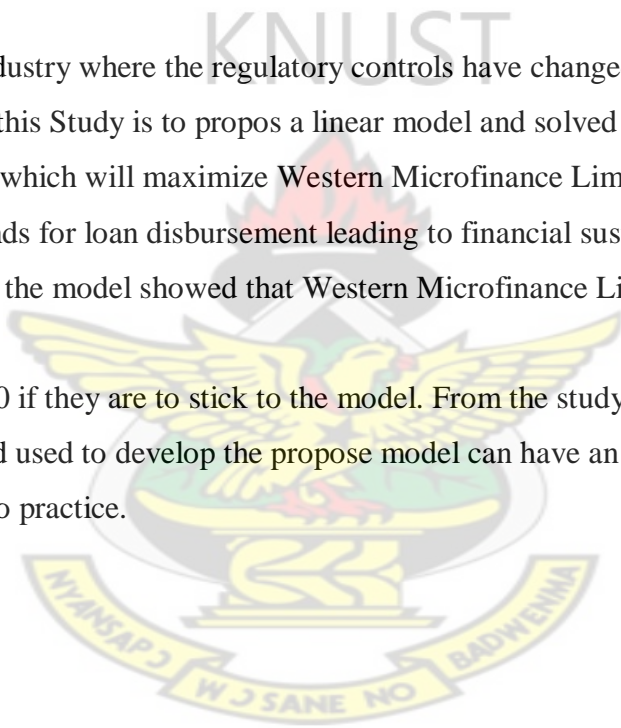 KNUST
dustry where the regulatory controls have change
this Study is to propos a linear model and solved
which will maximize Western Microfinance Lim
nds for loan disbursement leading to financial sus
the model showed that Western Microfinance Li
0 if they are to stick to the model. From the study
d used to develop the propose model can have an
o practice.
NYANSAPƆ WƆSANE NO BADWENMA